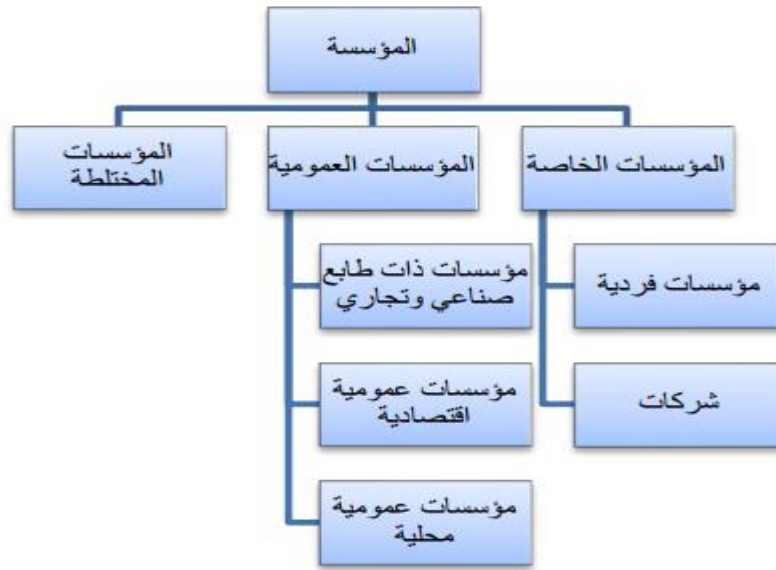 المؤسسة
المؤسسات الخاصة
المؤسسات العمومية
المؤسسات
المختلطة
مؤسسات فردية
شركات
مؤسسات ذات طابع
صناعي وتجاري
مؤسسات عمومية
اقتصادية
مؤسسات عمومية
محلية